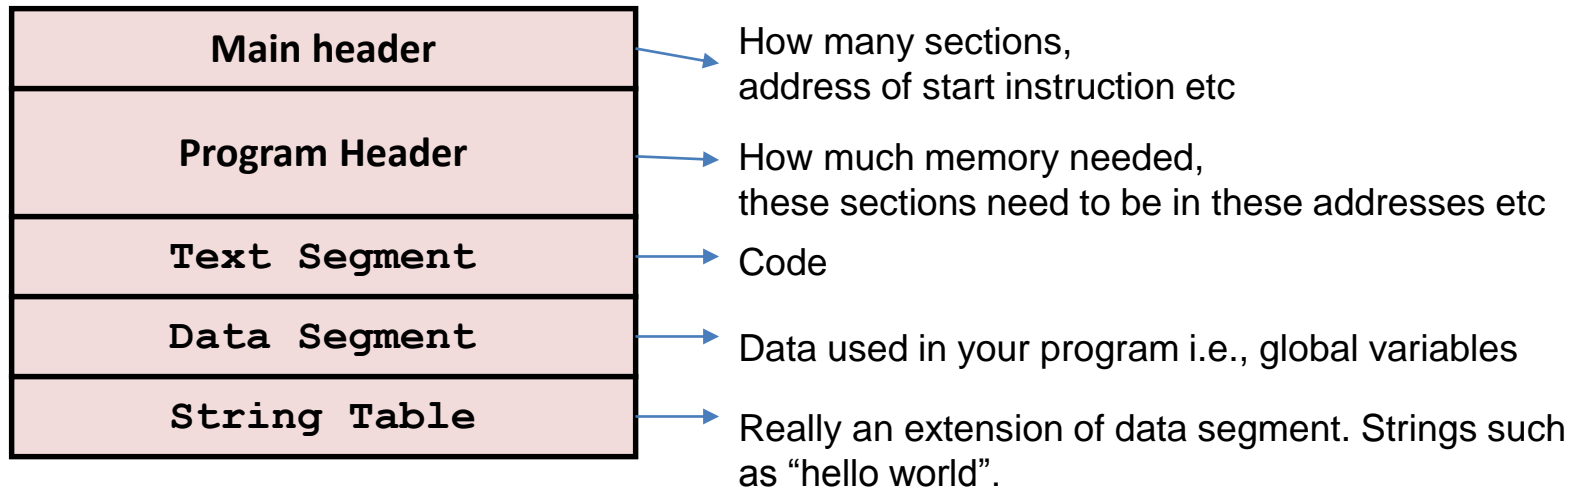 Main header
How many sections,
address of start instruction etc
Program Header
How much memory needed,
these sections need to be in these addresses etc
Text Segment
Code
Data Segment
Data used in your program i.e., global variables
String Table
Really an extension of data segment. Strings such
as “hello world”.